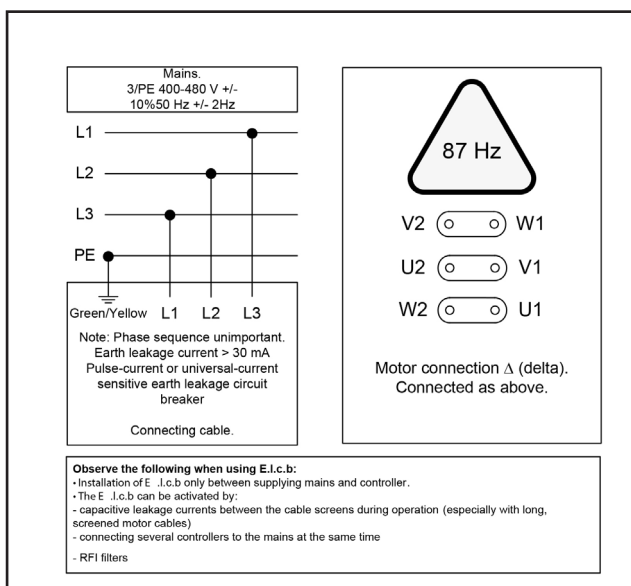 Mains.
3/PE 400-480 V +/-
10%50 Hz +/- 2Hz
L1
L2
L3
PE
Green/Yellow L1 L2 L3
Note: Phase sequence unimportant.
Earth leakage current > 30 mA
Pulse-current or universal-current
sensitive earth leakage circuit
breaker
Connecting cable.
87 Hz
V2 W1
U2 V1
W2 U1
Motor connection Δ (delta).
Connected as above.
Observe the following when using E.l.c.b:
• Installation of E .l.c.b only between supplying mains and controller.
• The E .l.c.b can be activated by:
- capacitive leakage currents between the cable screens during operation (especially with long,
screened motor cables)
- connecting several controllers to the mains at the same time
- RFI filters